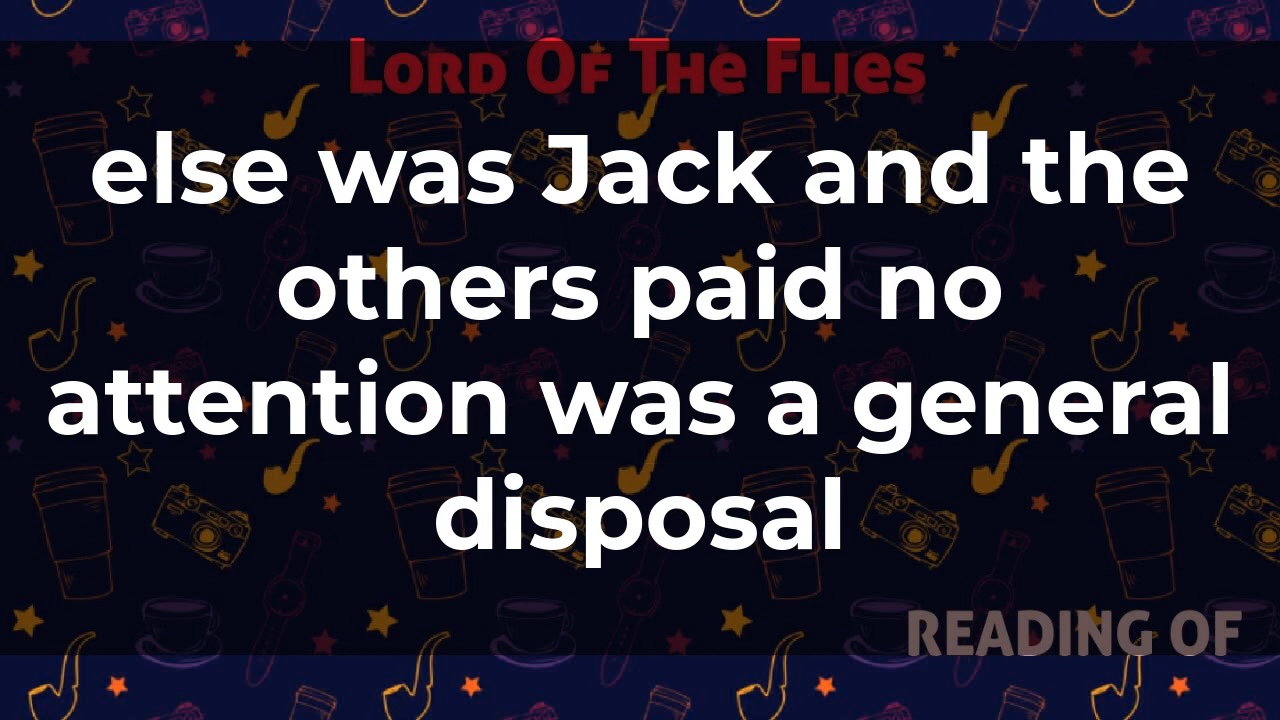 Lord Of The Flies
else was Jack and the
others paid no
attention was a general
disposal
READING OF